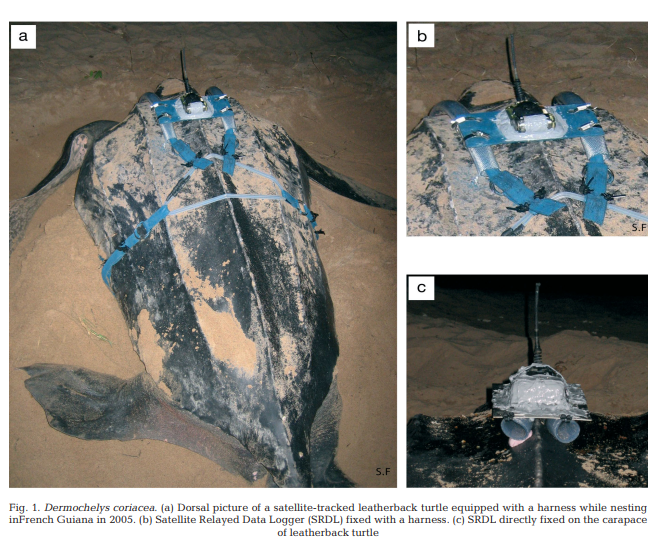 a
b
S.F
c
S.F
Fig. 1. Dermochelys coriacea. (a) Dorsal picture of a satellite-tracked leatherback turtle equipped with a harness while nesting
inFrench Guiana in 2005. (b) Satellite Relayed Data Logger (SRDL) fixed with a harness. (c) SRDL directly fixed on the carapace
of leatherback turtle